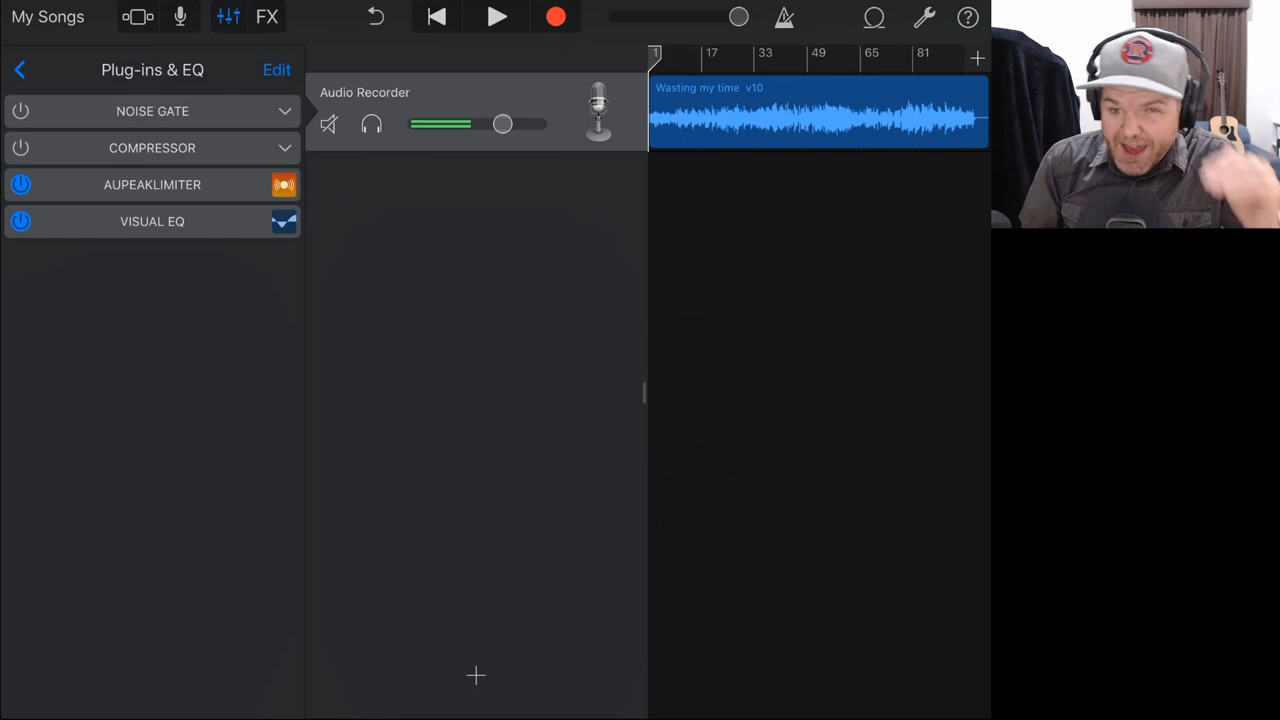 My Songs
FX
1 17 33 49 65 81
Plug-ins & EQ
Edit
NOISE GATE
COMPRESSOR
AUPEAKLIMITER
VISUAL EQ
Audio Recorder
Wasting my time v10